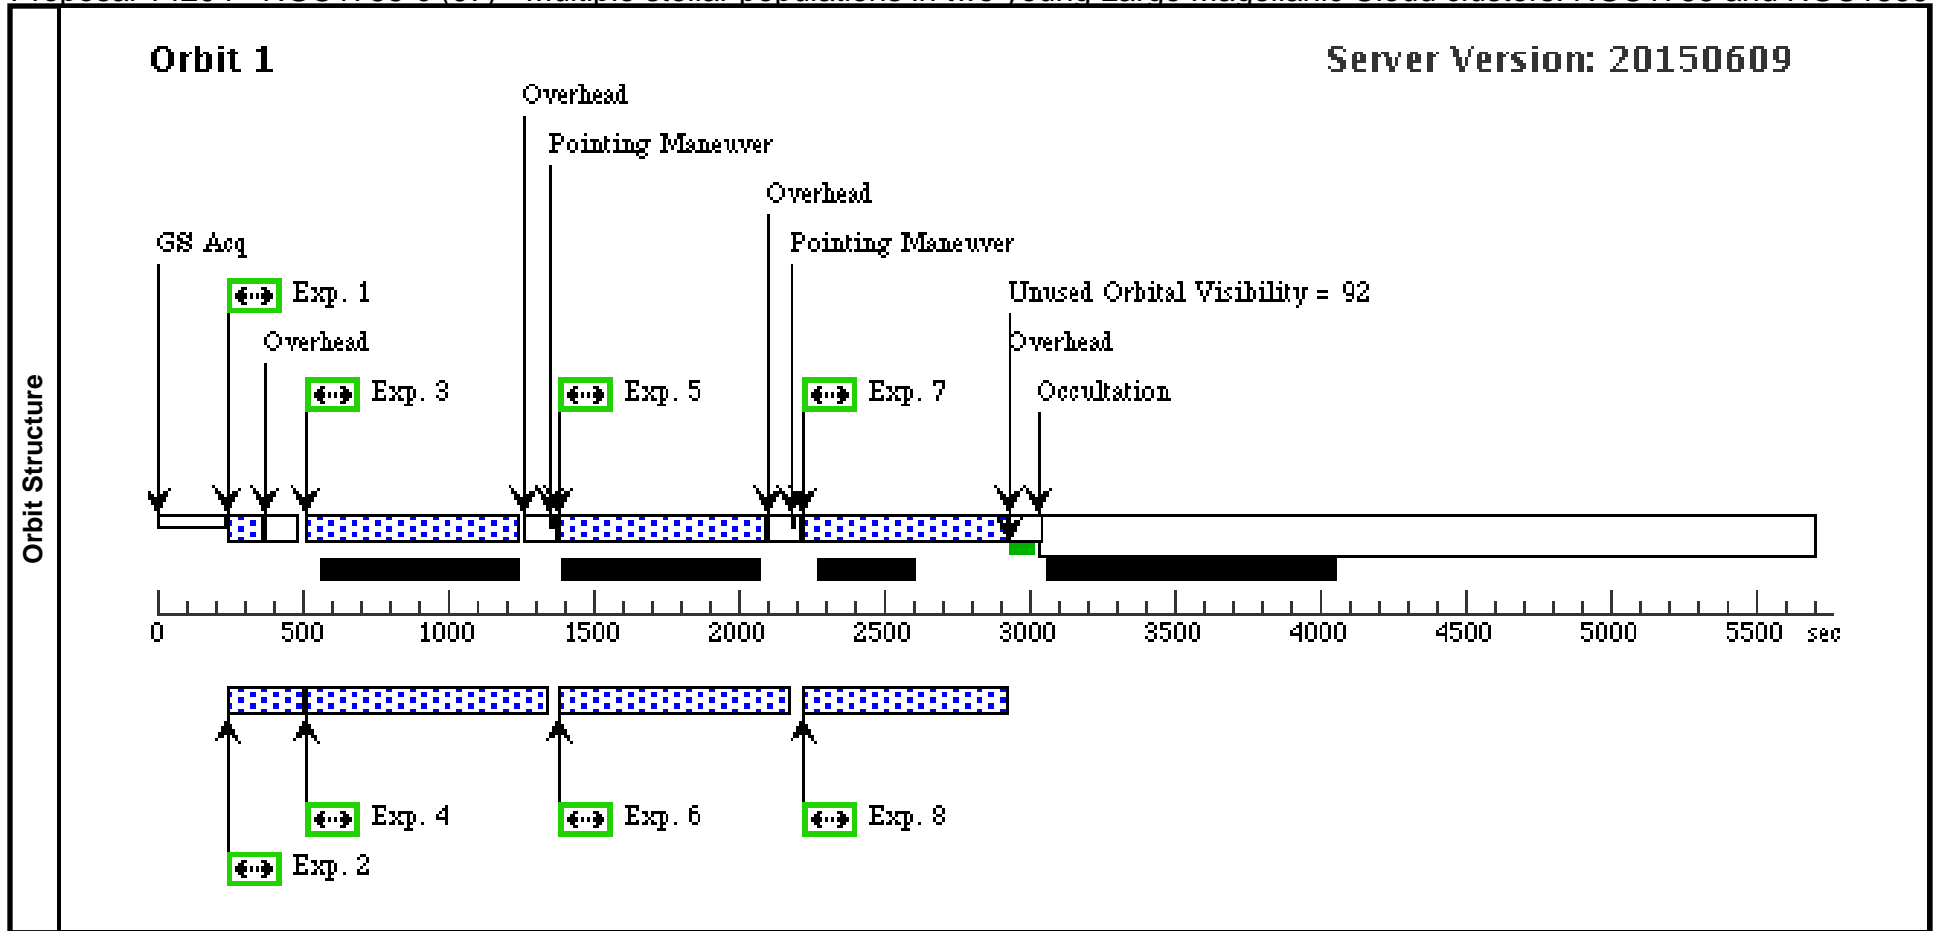 Orbit 1
Server Version: 20150609
Overhead
Pointing Maneuver
Overhead
GS Acq
Pointing Maneuver
Exp. 1
Unused Orbital Visibility = 92
Overhead
Overhead
Exp. 3
Exp. 5
Exp. 7
Occultation
Orbit Structure
0 500 1000 1500 2000 2500 3000 3500 4000 4500 5000 5500 sec
Exp. 4
Exp. 6
Exp. 8
Exp. 2